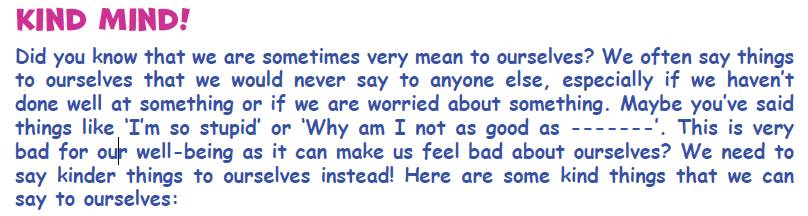 KIND MIND!
Did you know that we are sometimes very mean to ourselves? We often say things
to ourselves that we would never say to anyone else, especially if we haven't
done well at something or if we are worried about something. Maybe you've said
things like 'I'm so stupid' or 'Why am I not as good as -------'. This is very
bad for our well-being as it can make us feel bad about ourselves? We need to
say kinder things to ourselves instead! Here are some kind things that we can
say to ourselves: